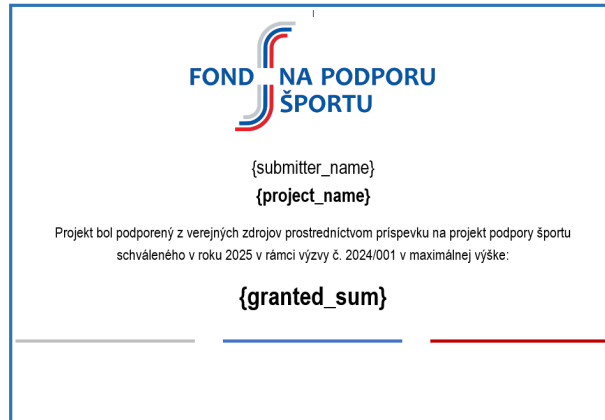 FOND NA PODPORU
ŠPORTU
{submitter_name}
{project_name}
Projekt bol podporený z verejných zdrojov prostredníctvom príspevku na projekt podpory športu
schváleného v roku 2025 v rámci výzvy č. 2024/001 v maximálnej výške:
{granted_sum}